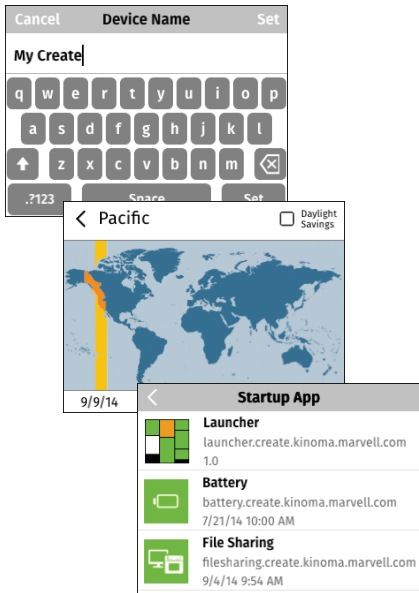 Cancel Device Name Set
My Create
q w e r t y u i o p
a s d f g h j k l
z x c v b n m
.?123 Space Set
Pacific
Daylight
Savings
9/9/14
Startup App
Launcher
launcher.create.kinoma.marvell.com
1.0
Battery
battery.create.kinoma.marvell.com
7/21/14 10:00 AM
File Sharing
filesharing.create.kinoma.marvell.com
9/4/14 9:54 AM